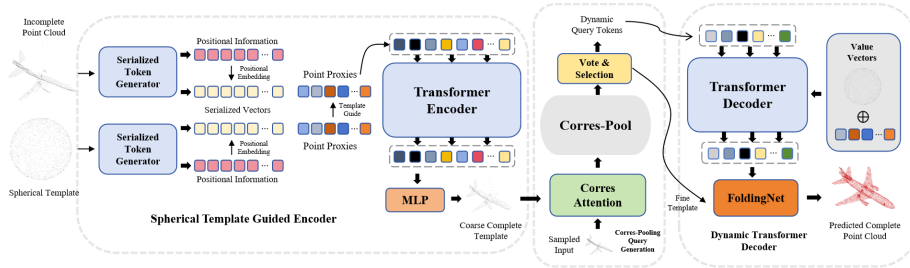 Incomplete
Point Cloud
Serialized
Token
Generator
Positional Information
...
Positional
Embedding
...
Serialized Vectors
...
Positional
Embedding
...
Positional Information
Serialized
Token
Generator
Spherical Template
Point Proxies
...
Template
Guide
...
Point Proxies
Spherical Template Guided Encoder
...
Transformer
Encoder
...
MLP
Coarse Complete
Template
Dynamic
Query Tokens
Vote &
Selection
Corres-Pool
Corres
Attention
Sampled
Input
Corres-Pooling
Query
Generation
...
Transformer
Decoder
...
Fine
Template
FoldingNet
Dynamic Transformer
Decoder
Value
Vectors
...
Predicted Complete
Point Cloud